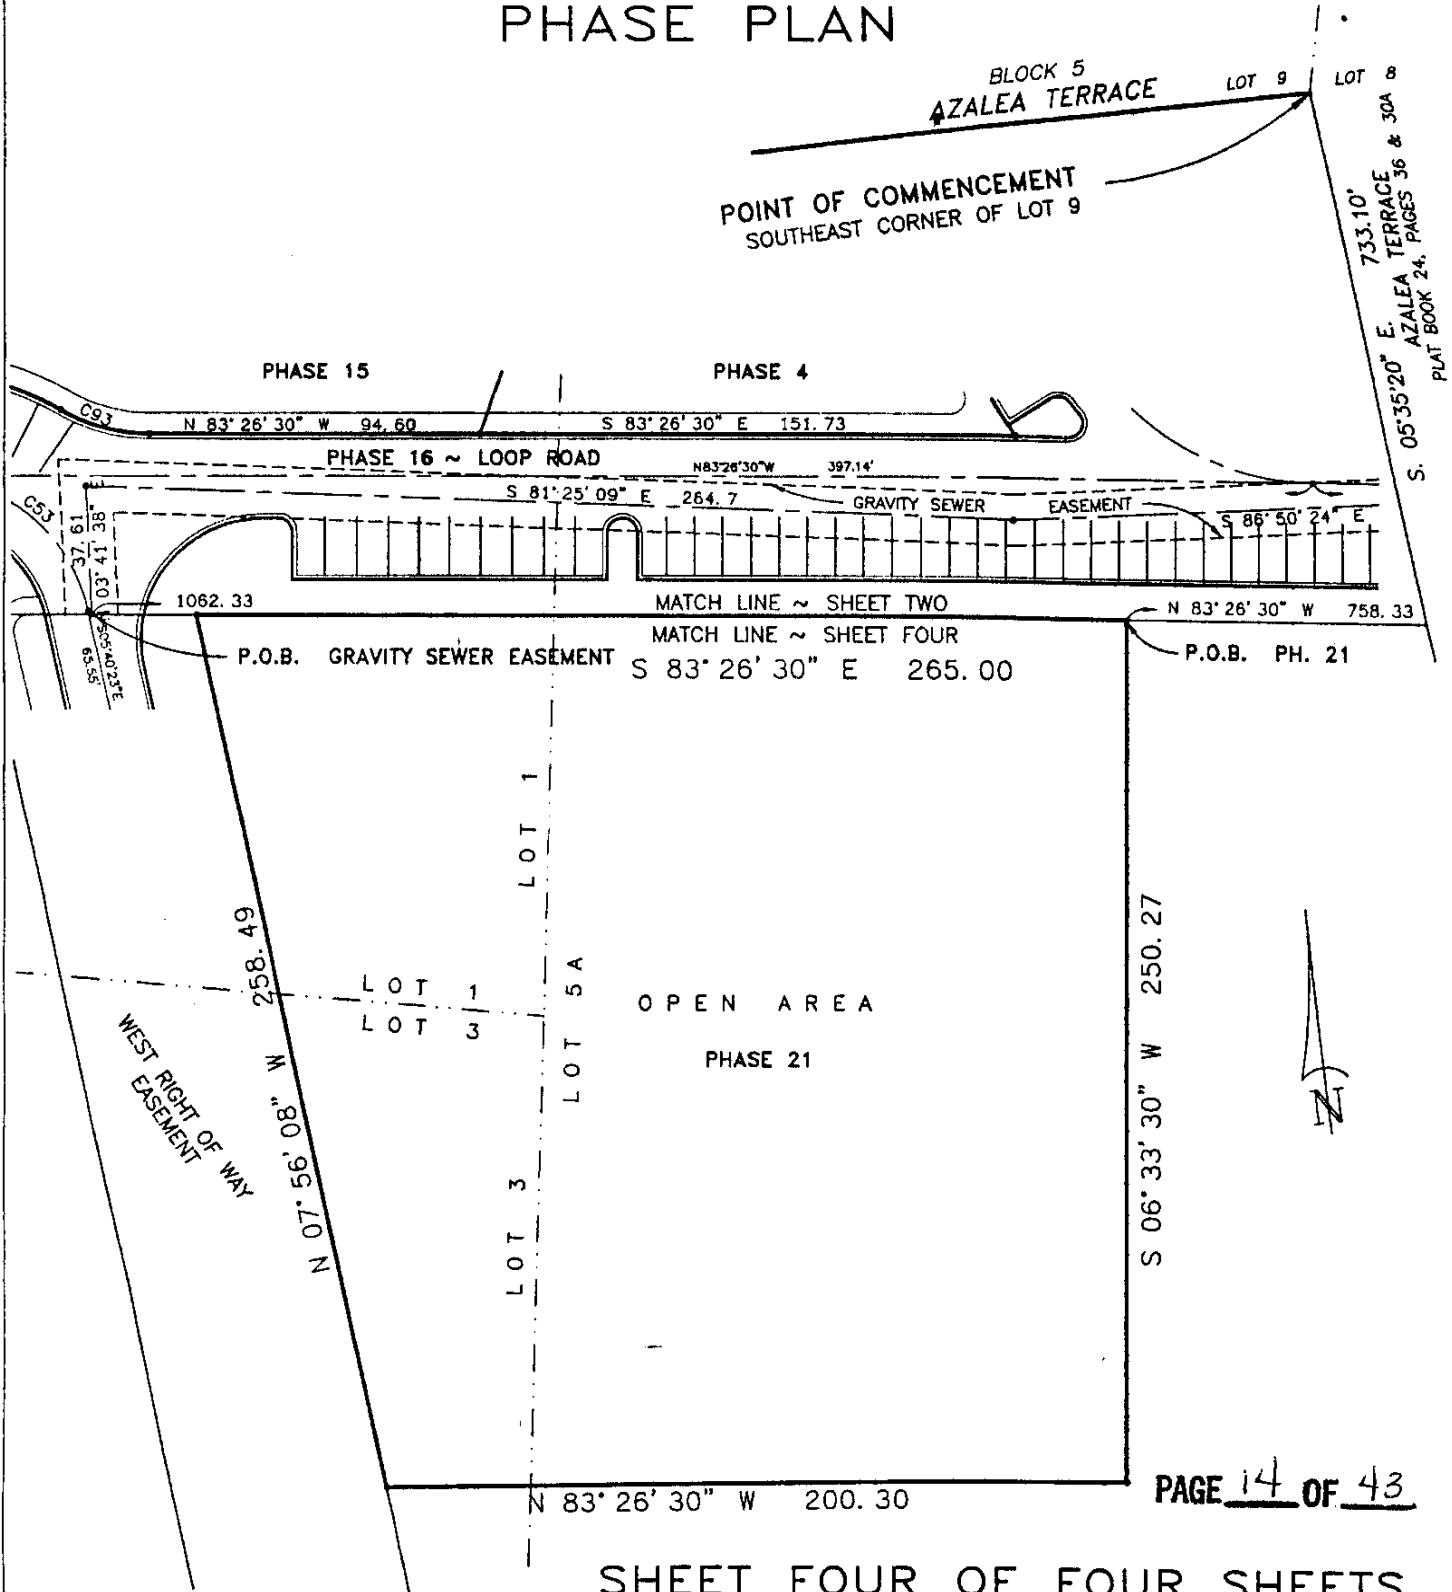 PHASE PLAN
BLOCK 5
AZALEA TERRACE
LOT 9
LOT 8
POINT OF COMMENCEMENT
SOUTHEAST CORNER OF LOT 9
S. 05°35'20" E. 733.10'
AZALEA TERRACE
PLAT BOOK 24, PAGES 36 & 30A
PHASE 15
PHASE 4
C93
N 83° 26' 30" W 94.60
S 83° 26' 30" E 151.73
PHASE 16 ~ LOOP ROAD
N83°26'30"W 397.14'
S 81° 25' 09" E 264.7
GRAVITY SEWER EASEMENT
S 86° 50' 24" E
C53
37.61
03° 41' 38"
1062.33
MATCH LINE ~ SHEET TWO
N 83° 26' 30" W 758.33
MATCH LINE ~ SHEET FOUR
P.O.B. GRAVITY SEWER EASEMENT
S 83° 26' 30" E 265.00
P.O.B. PH. 21
S05°40'23"E
65.55'
LOT 1
LOT 5A
LOT 3
N 07° 56' 08" W 258.49
LOT 1
LOT 3
OPEN AREA
PHASE 21
S 06° 33' 30" W 250.27
WEST RIGHT OF WAY
EASEMENT
N
N 83° 26' 30" W 200.30
PAGE 14 OF 43
SHEET FOUR OF FOUR SHEETS